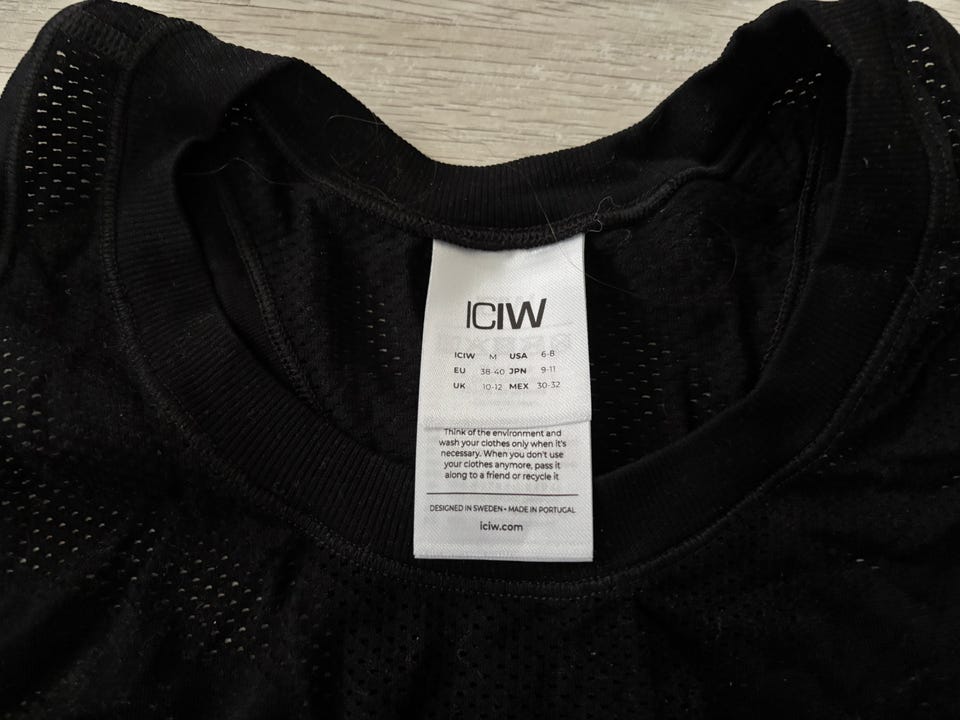 ICIW
ICIW M USA 6-8
EU 38-40 JPN 9-11
UK 10-12 MEX 30-32
Think of the environment and
wash your clothes only when it's
necessary. When you don't use
your clothes anymore, pass it
along to a friend or recycle it
DESIGNED IN SWEDEN • MADE IN PORTUGAL
iciw.com